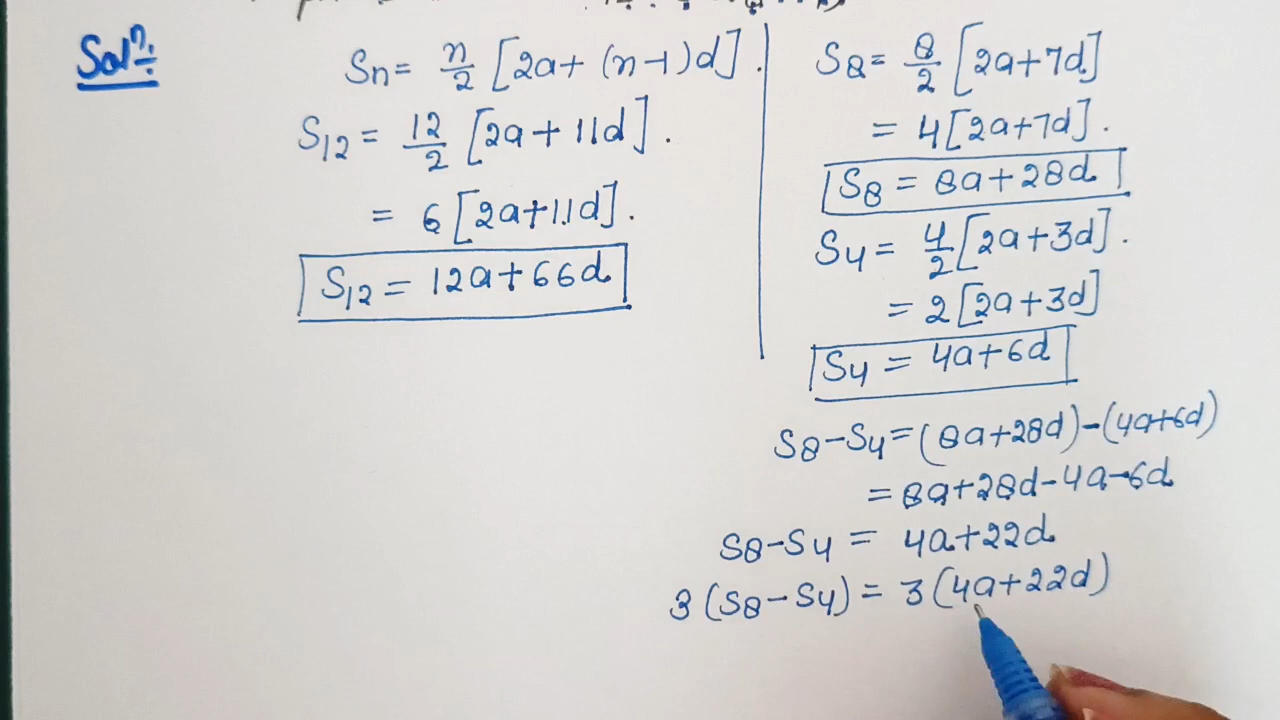 Solⁿ:
Sn = n/2 [2a + (n-1)d].
S12 = 12/2 [2a + 11d].
= 6 [2a+11d].
S12 = 12a+66d
S8 = 8/2 [2a+7d]
= 4[2a+7d].
S8 = 8a+28d
S4 = 4/2 [2a+3d].
= 2[2a+3d]
S4 = 4a+6d
S8-S4=(8a+28d)-(4a+6d)
= 8a+28d-4a-6d
S8-S4 = 4a+22d
3(S8-S4) = 3(4a+22d)